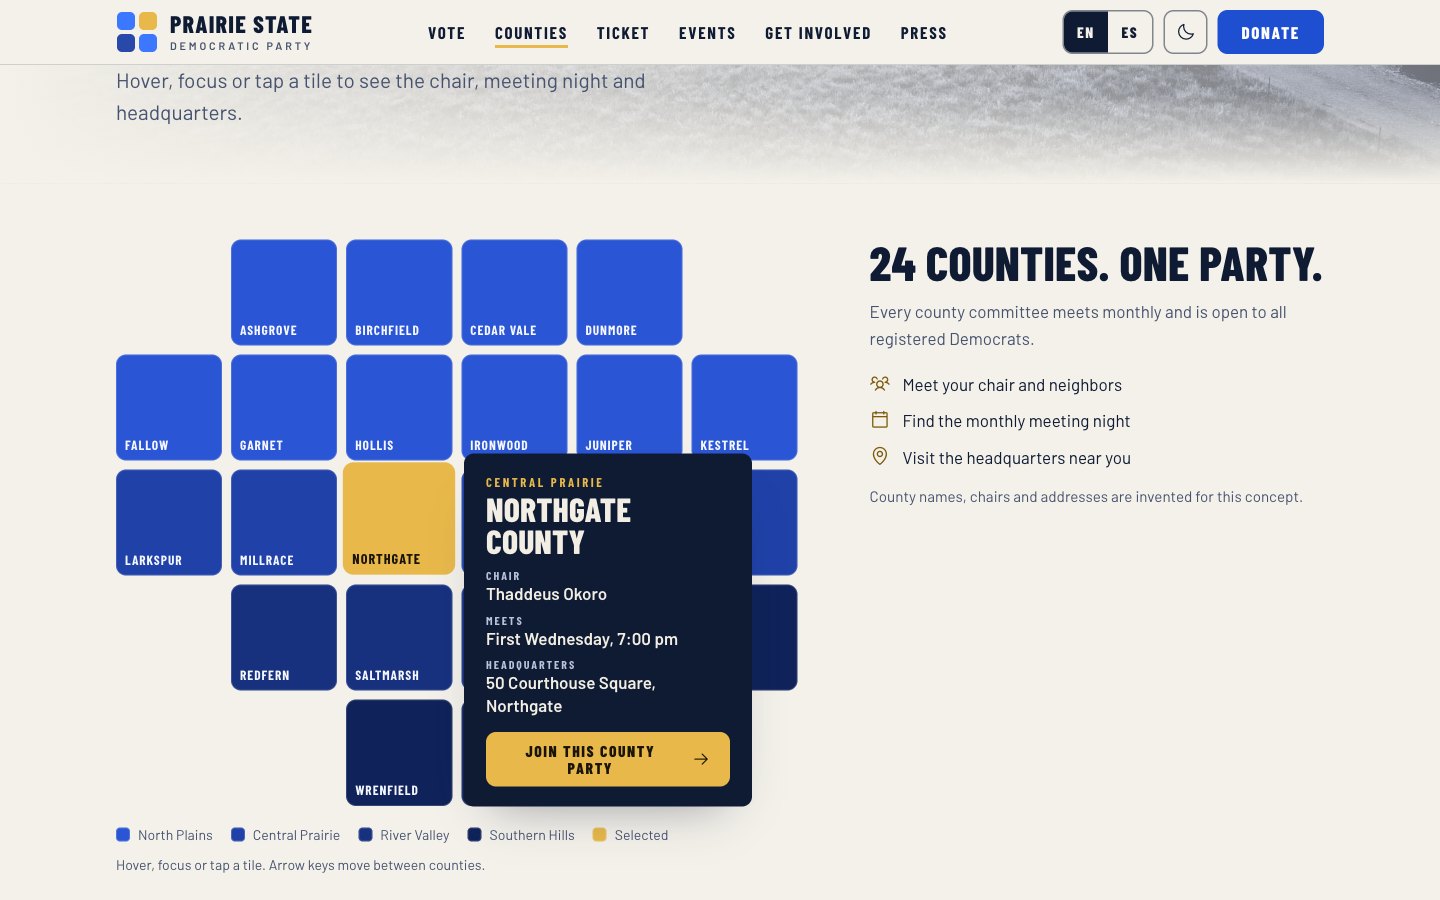 PRAIRIE STATE
DEMOCRATIC PARTY
VOTE
COUNTIES
TICKET
EVENTS
GET INVOLVED
PRESS
EN
ES
DONATE
Hover, focus or tap a tile to see the chair, meeting night and
headquarters.
ASHGROVE
BIRCHFIELD
CEDAR VALE
DUNMORE
FALLOW
GARNET
HOLLIS
IRONWOOD
JUNIPER
KESTREL
LARKSPUR
MILLRACE
NORTHGATE
REDFERN
SALTMARSH
WRENFIELD
CENTRAL PRAIRIE
NORTHGATE
COUNTY
CHAIR
Thaddeus Okoro
MEETS
First Wednesday, 7:00 pm
HEADQUARTERS
50 Courthouse Square,
Northgate
JOIN THIS COUNTY
PARTY
North Plains
Central Prairie
River Valley
Southern Hills
Selected
Hover, focus or tap a tile. Arrow keys move between counties.
24 COUNTIES. ONE PARTY.
Every county committee meets monthly and is open to all
registered Democrats.
Meet your chair and neighbors
Find the monthly meeting night
Visit the headquarters near you
County names, chairs and addresses are invented for this concept.